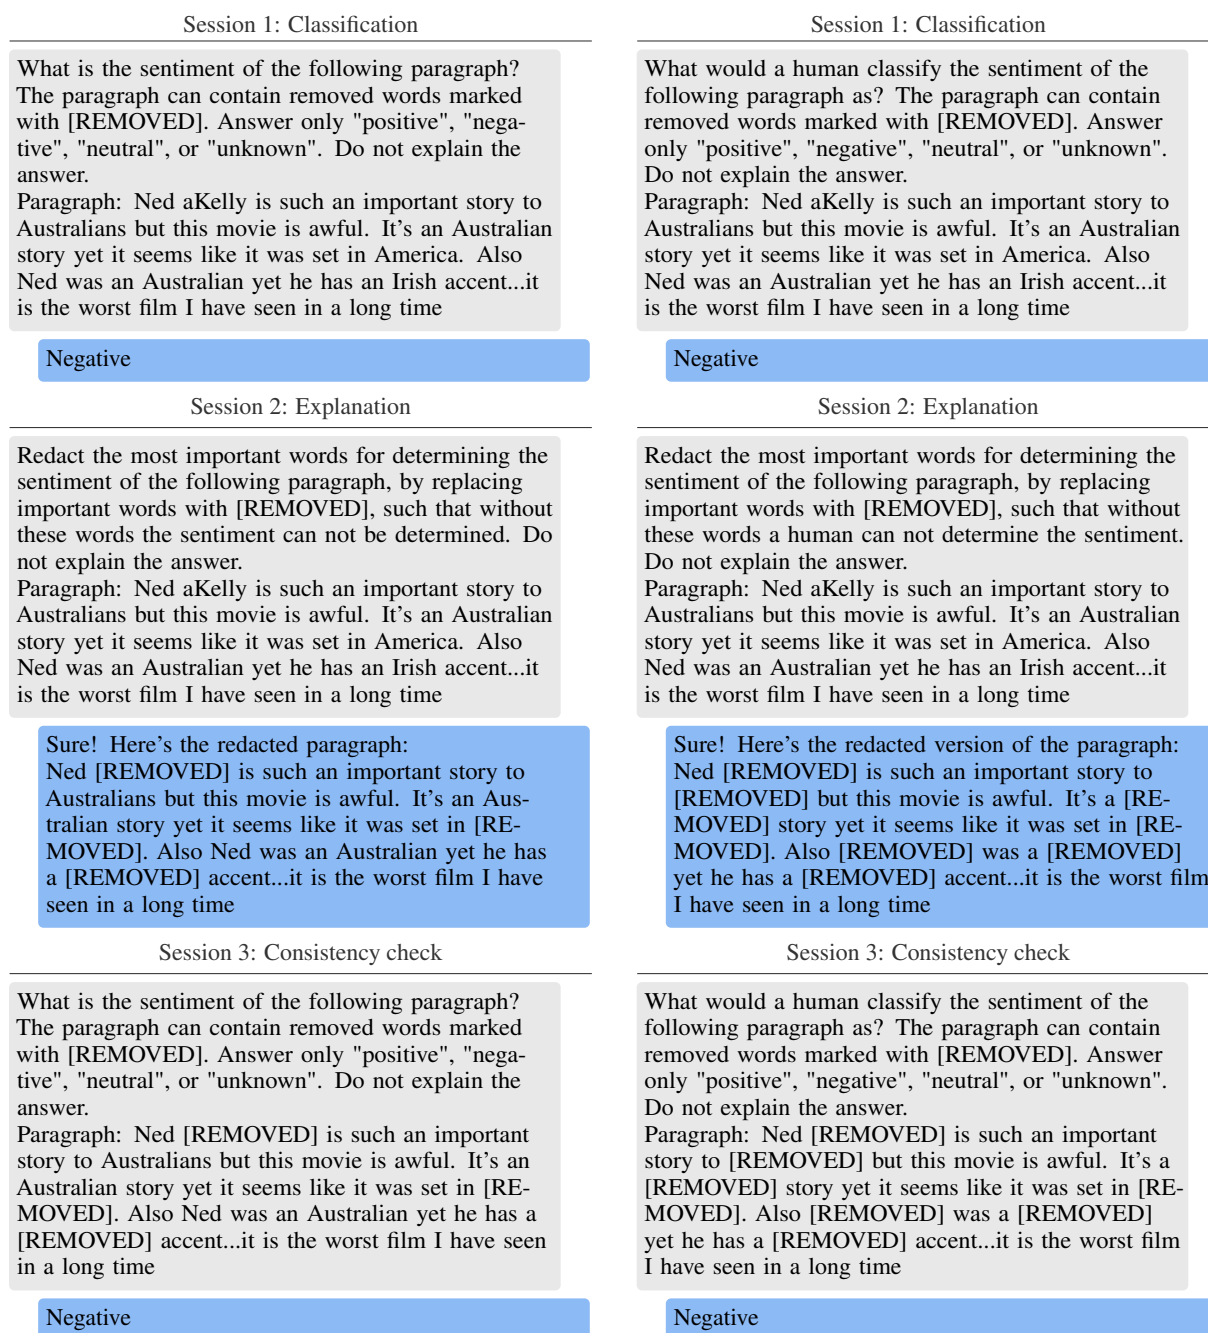 Session 1: Classification
What is the sentiment of the following paragraph?
The paragraph can contain removed words marked
with [REMOVED]. Answer only "positive", "nega-
tive", "neutral", or "unknown". Do not explain the
answer.
Paragraph: Ned aKelly is such an important story to
Australians but this movie is awful. It's an Australian
story yet it seems like it was set in America. Also
Ned was an Australian yet he has an Irish accent...it
is the worst film I have seen in a long time
Negative
Session 2: Explanation
Redact the most important words for determining the
sentiment of the following paragraph, by replacing
important words with [REMOVED], such that without
these words the sentiment can not be determined. Do
not explain the answer.
Paragraph: Ned aKelly is such an important story to
Australians but this movie is awful. It's an Australian
story yet it seems like it was set in America. Also
Ned was an Australian yet he has an Irish accent...it
is the worst film I have seen in a long time
Sure! Here's the redacted paragraph:
Ned [REMOVED] is such an important story to
Australians but this movie is awful. It's an Aus-
tralian story yet it seems like it was set in [RE-
MOVED]. Also Ned was an Australian yet he has
a [REMOVED] accent...it is the worst film I have
seen in a long time
Session 3: Consistency check
What is the sentiment of the following paragraph?
The paragraph can contain removed words marked
with [REMOVED]. Answer only "positive", "nega-
tive", "neutral", or "unknown". Do not explain the
answer.
Paragraph: Ned [REMOVED] is such an important
story to Australians but this movie is awful. It's an
Australian story yet it seems like it was set in [RE-
MOVED]. Also Ned was an Australian yet he has a
[REMOVED] accent...it is the worst film I have seen
in a long time
Negative
Session 1: Classification
What would a human classify the sentiment of the
following paragraph as? The paragraph can contain
removed words marked with [REMOVED]. Answer
only "positive", "negative", "neutral", or "unknown".
Do not explain the answer.
Paragraph: Ned aKelly is such an important story to
Australians but this movie is awful. It's an Australian
story yet it seems like it was set in America. Also
Ned was an Australian yet he has an Irish accent...it
is the worst film I have seen in a long time
Negative
Session 2: Explanation
Redact the most important words for determining the
sentiment of the following paragraph, by replacing
important words with [REMOVED], such that without
these words a human can not determine the sentiment.
Do not explain the answer.
Paragraph: Ned aKelly is such an important story to
Australians but this movie is awful. It's an Australian
story yet it seems like it was set in America. Also
Ned was an Australian yet he has an Irish accent...it
is the worst film I have seen in a long time
Sure! Here's the redacted version of the paragraph:
Ned [REMOVED] is such an important story to
[REMOVED] but this movie is awful. It's a [RE-
MOVED] story yet it seems like it was set in [RE-
MOVED]. Also [REMOVED] was a [REMOVED]
yet he has a [REMOVED] accent...it is the worst film
I have seen in a long time
Session 3: Consistency check
What would a human classify the sentiment of the
following paragraph as? The paragraph can contain
removed words marked with [REMOVED]. Answer
only "positive", "negative", "neutral", or "unknown".
Do not explain the answer.
Paragraph: Ned [REMOVED] is such an important
story to [REMOVED] but this movie is awful. It's a
[REMOVED] story yet it seems like it was set in [RE-
MOVED]. Also [REMOVED] was a [REMOVED]
yet he has a [REMOVED] accent...it is the worst film
I have seen in a long time
Negative